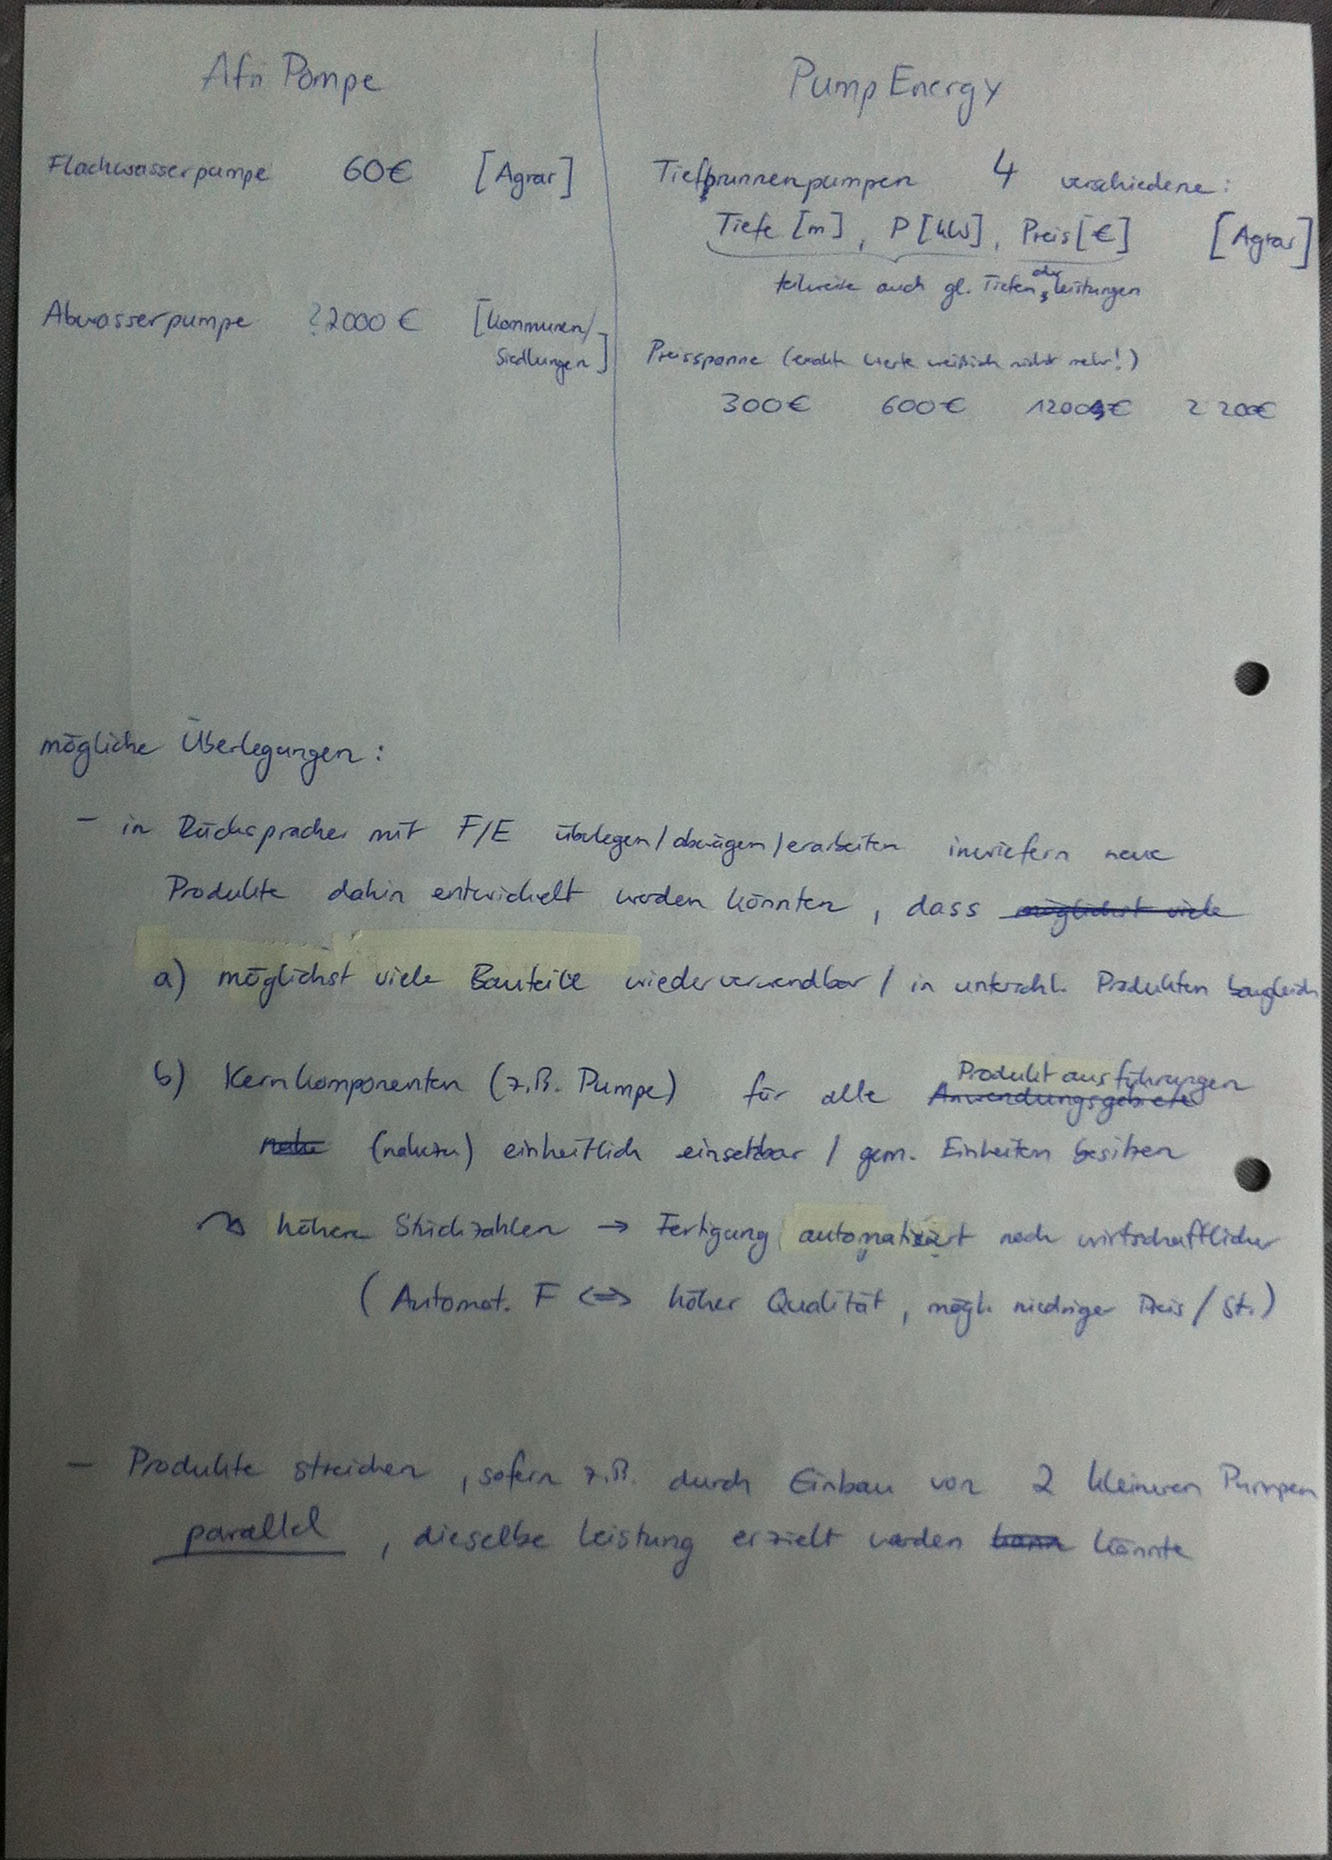 Afri Pompe
Flachwasserpumpe 60€ [Agrar]
Abwasserpumpe ? 2000 € [Kommunen/
Siedlungen]
PumpEnergy
Tiefbrunnenpumpen 4 verschiedene:
Tiefe [m], P [kW], Preis [€] [Agrar]
teilweise auch gl. Tiefen oder Leistungen
Preisspanne (exakte Werte weiß ich nicht mehr!)
300€ 600€ 1200€ 2200€
mögliche Überlegungen:
- in Rücksprache mit F/E überlegen/abwägen/erarbeiten inwiefern neue
Produkte dahin entwickelt werden könnten, dass möglichst viele
a) möglichst viele Bauteile wiederverwendbar / in unterschl. Produkten baugleich
b) Kernkomponenten (z.B. Pumpe) für alle Anwendungsgebiete Produktausführungen
nahe (nahezu) einheitlich einsetzbar / gem. Einheiten besitzen
↳ höhere Stückzahlen → Fertigung automatisiert noch wirtschaftlicher
(Automat. F <=> höher Qualität, mögl. niedriger Preis / St.)
- Produkte streichen, sofern z.B. durch Einbau von 2 kleineren Pumpen
parallel, dieselbe Leistung erzielt werden kann könnte